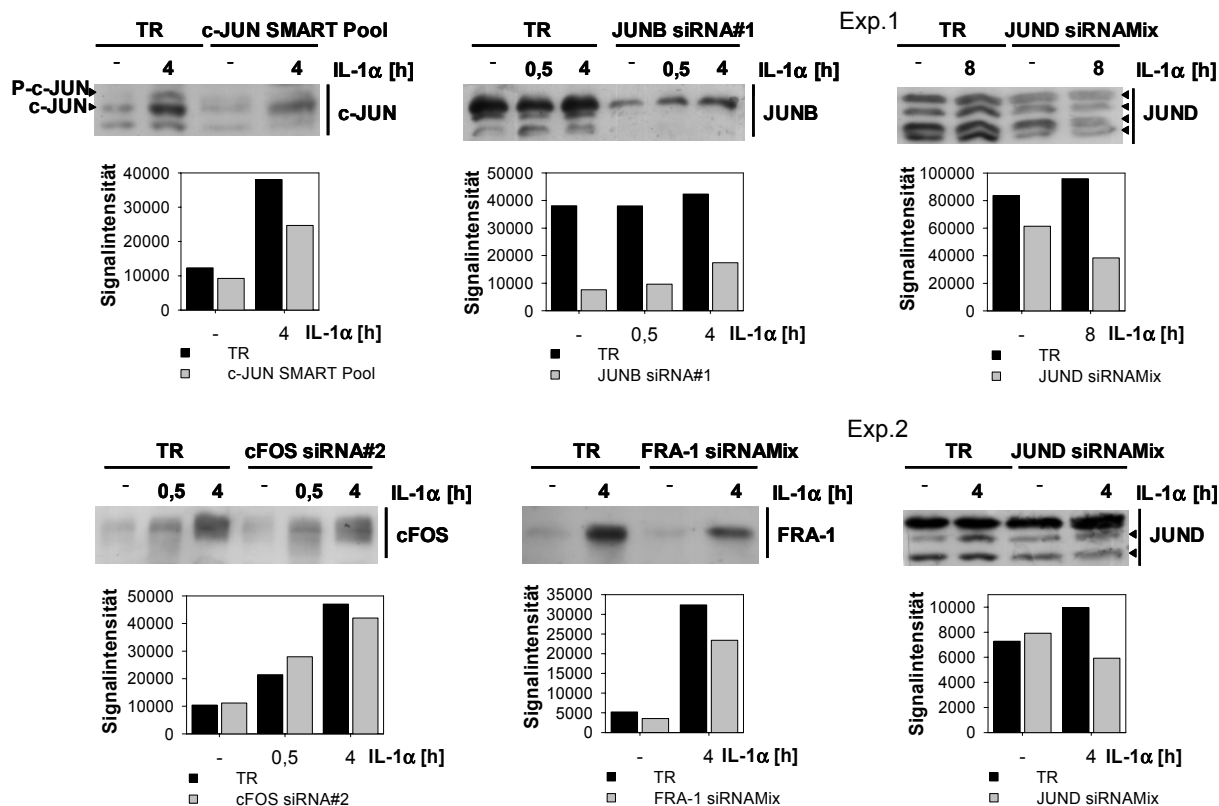 Exp.1
TR c-JUN SMART Pool
- 4 - 4 IL-1α [h]
P-c-JUN
c-JUN
c-JUN
Signalintensität
40000
30000
20000
10000
0
- 4 IL-1α [h]
TR
c-JUN SMART Pool
TR JUNB siRNA#1
- 0,5 4 - 0,5 4 IL-1α [h]
JUNB
Signalintensität
50000
40000
30000
20000
10000
0
- 0,5 4 IL-1α [h]
TR
JUNB siRNA#1
TR JUND siRNAMix
- 8 - 8 IL-1α [h]
JUND
Signalintensität
100000
80000
60000
40000
20000
0
- 8 IL-1α [h]
TR
JUND siRNAMix
Exp.2
TR cFOS siRNA#2
- 0,5 4 - 0,5 4 IL-1α [h]
cFOS
Signalintensität
50000
40000
30000
20000
10000
0
- 0,5 4 IL-1α [h]
TR
cFOS siRNA#2
TR FRA-1 siRNAMix
- 4 - 4 IL-1α [h]
FRA-1
Signalintensität
35000
30000
25000
20000
15000
10000
5000
0
- 4 IL-1α [h]
TR
FRA-1 siRNAMix
TR JUND siRNAMix
- 4 - 4 IL-1α [h]
JUND
Signalintensität
10000
8000
6000
4000
2000
0
- 4 IL-1α [h]
TR
JUND siRNAMix